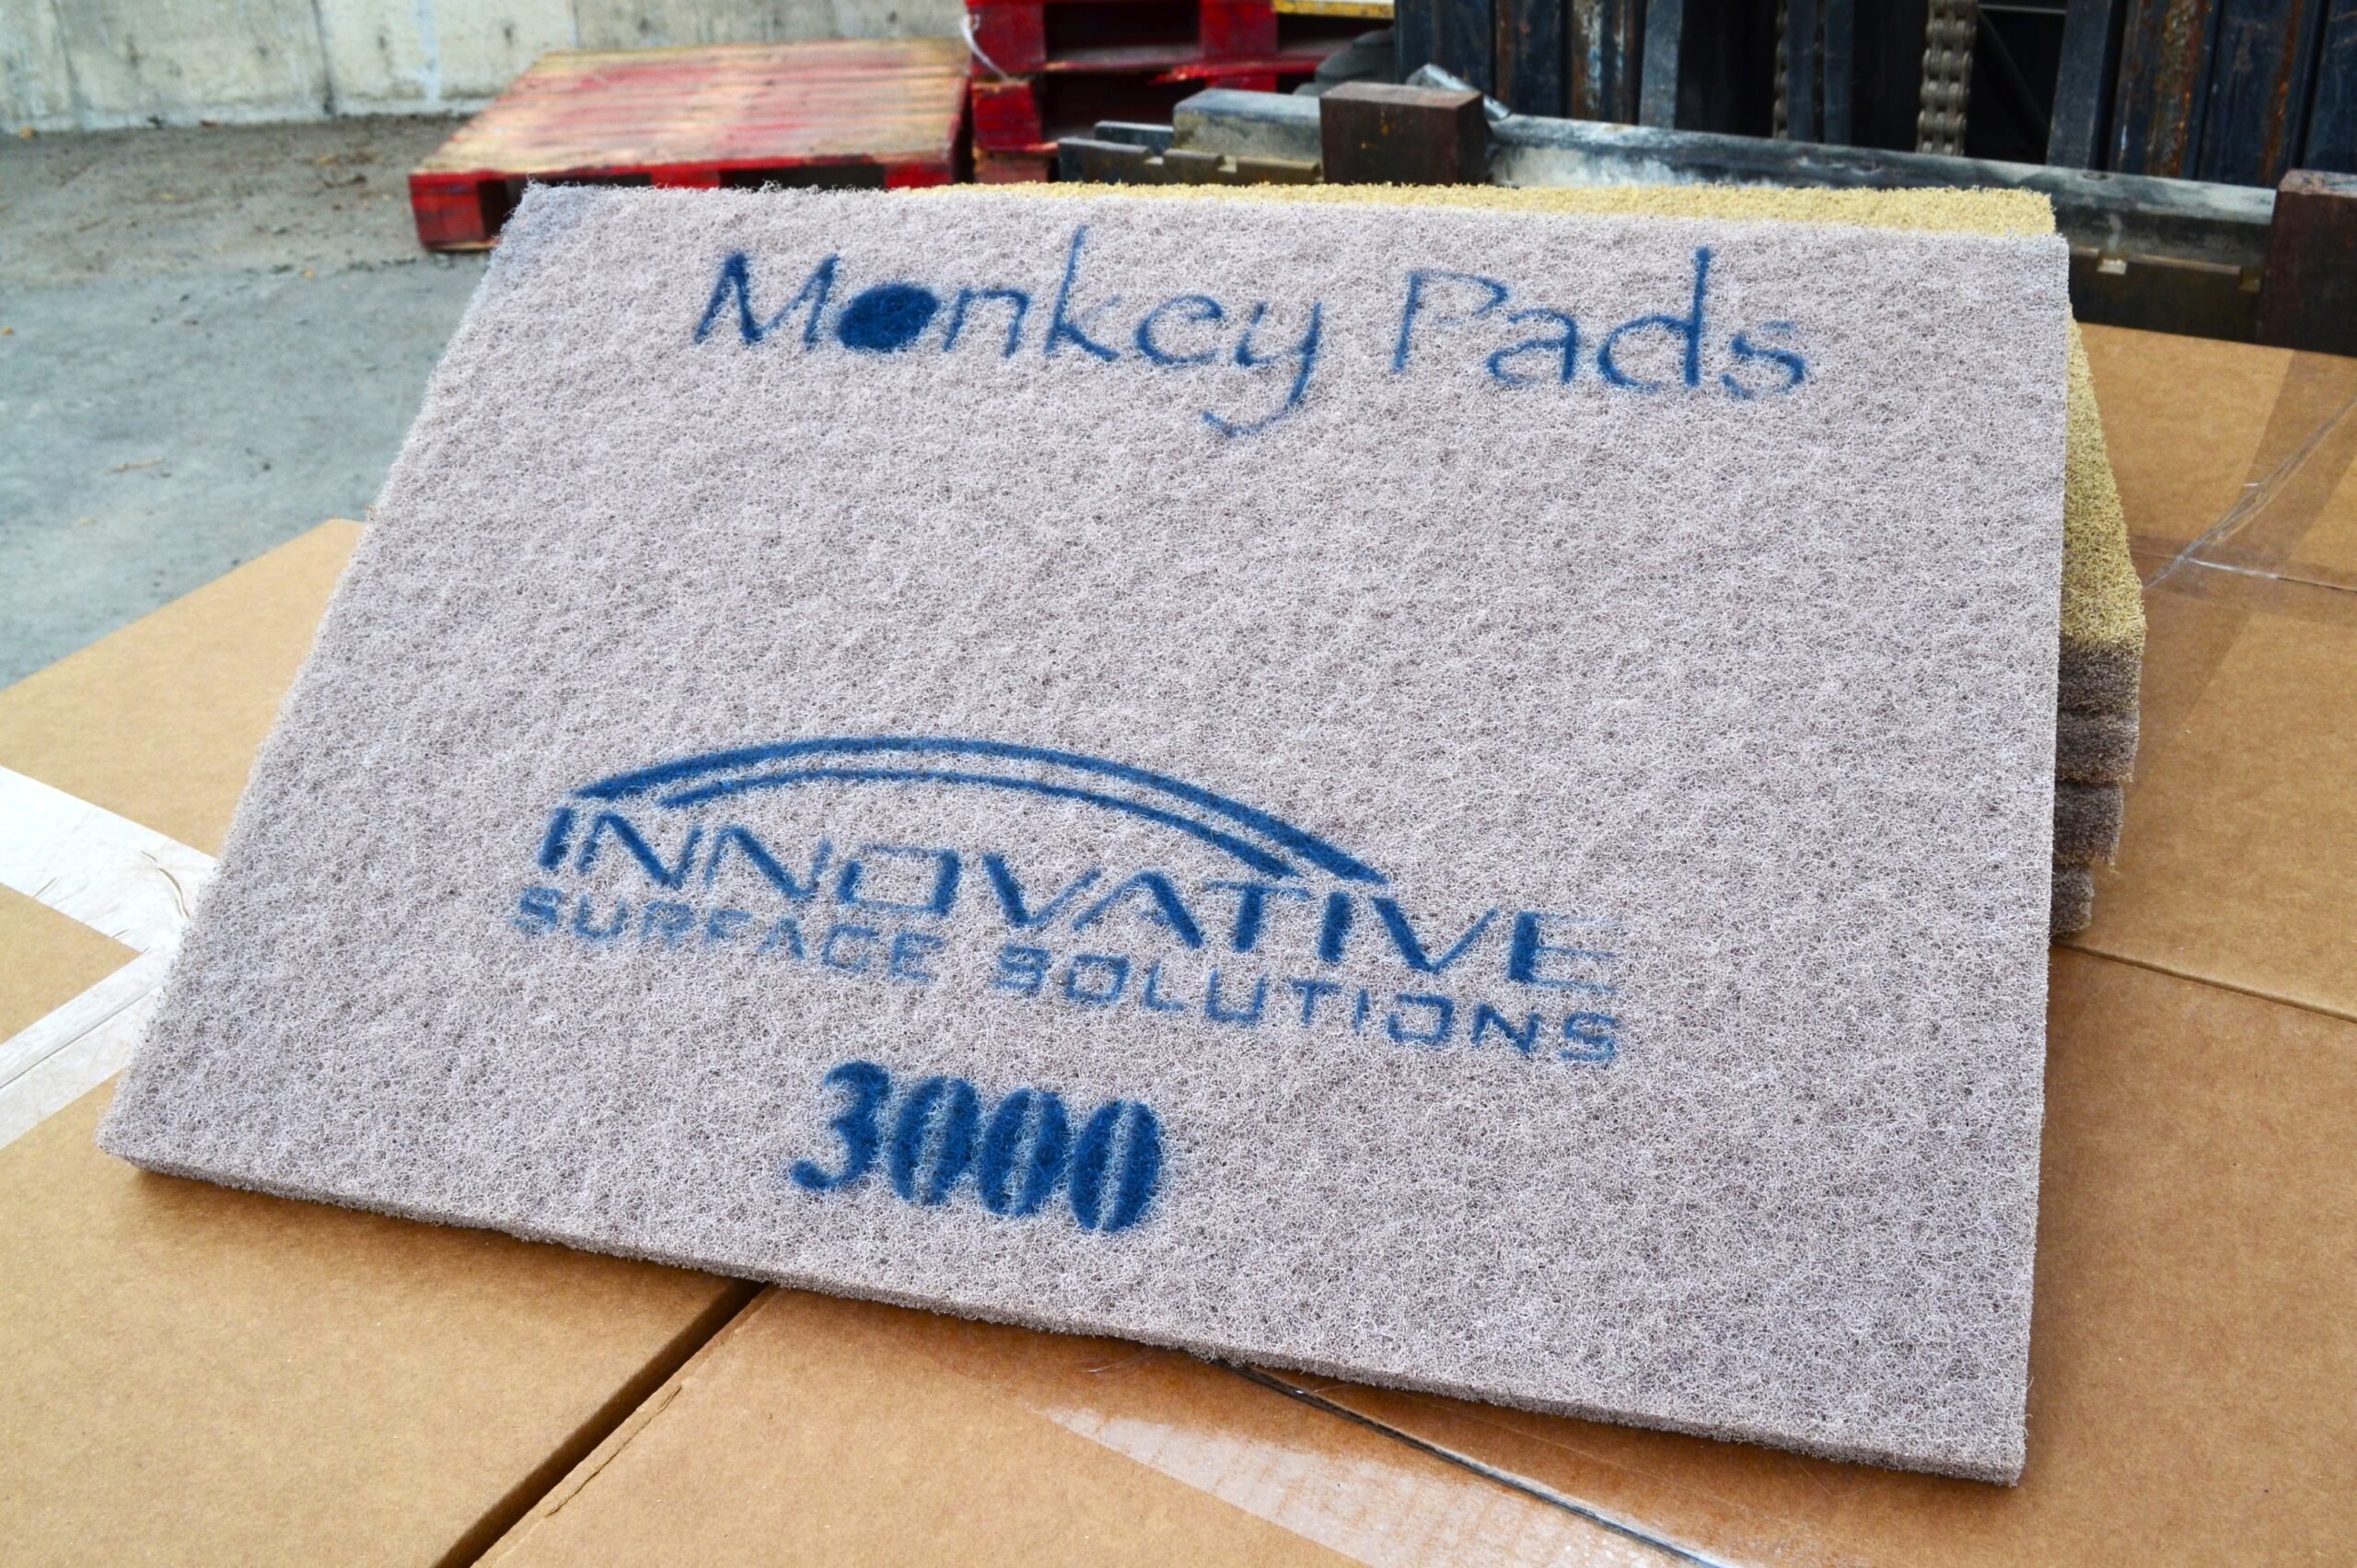 Monkey Pads
INNOVATIVE
SURFACE SOLUTIONS
3000